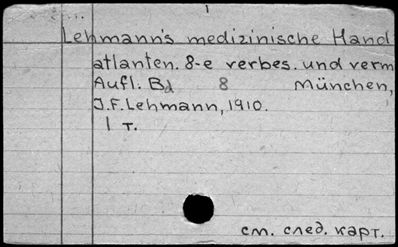 Lehmann's medizinische Hand
atlanten. 8-e verbes. und verm
Aufl. Bd 8 München,
J.F. Lehmann, 1910.
1 т.
см. след. карт.